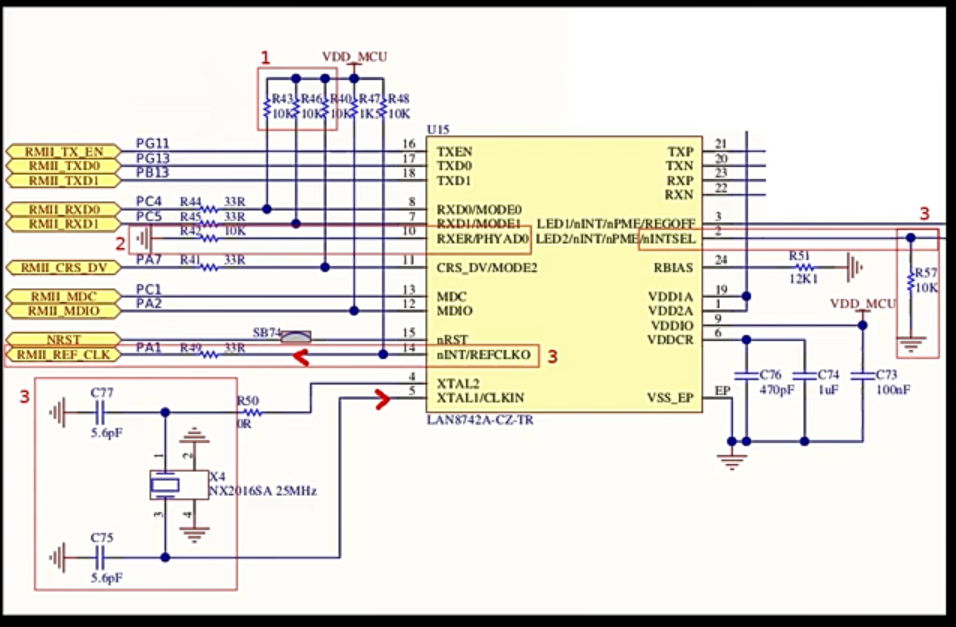 1
VDD_MCU
R43 R46 R40 R47 R48
10K 10K 10K 1K5 10K
U15
RMII_TX_EN PG11 16 TXEN TXP 21
RMII_TXD0 PG13 17 TXD0 TXN 20
RMII_TXD1 PB13 18 TXD1 RXP 23
RXN 22
RMII_RXD0 PC4 R44 33R 8 RXD0/MODE0
RMII_RXD1 PC5 R45 33R 7 RXD1/MODE1 LED1/nINT/nPME/REGOFF 3 3
2 R42 10K 10 RXER/PHYAD0 LED2/nINT/nPME/nINTSEL 2
RMII_CRS_DV PA7 R41 33R 11 CRS_DV/MODE2 RBIAS 24 R51 12K1 R57 10K
RMII_MDC PC1 13 MDC VDD1A 19
RMII_MDIO PA2 12 MDIO VDD2A 1 VDD_MCU
VDDIO 9
NRST SB74 15 nRST VDDCR 6
RMII_REF_CLK PA1 R49 33R 14 nINT/REFCLKO 3
C76 470pF C74 1uF C73 100nF
4 XTAL2
5 XTAL1/CLKIN VSS_EP EP
3 C77 5.6pF R50 0R
LAN8742A-CZ-TR
1 2
X4
NX2016SA 25MHz
3 4
C75
5.6pF